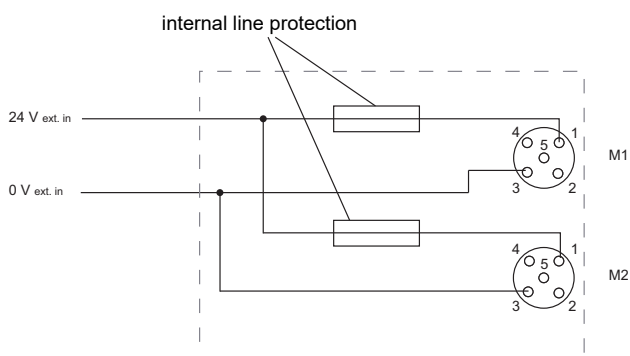 internal line protection
24 V ext. in
4
1
5
M1
3
2
0 V ext. in
4
1
5
M2
3
2